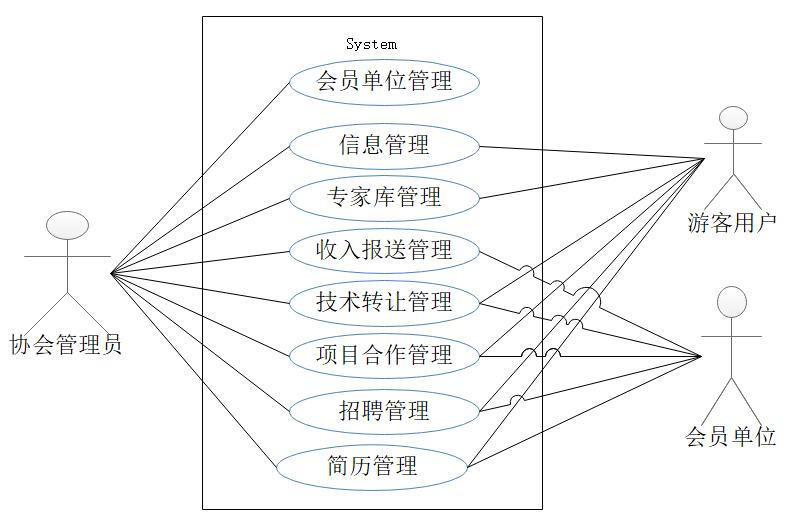 System
会员单位管理
信息管理
专家库管理
收入报送管理
技术转让管理
项目合作管理
招聘管理
简历管理
协会管理员
游客用户
会员单位